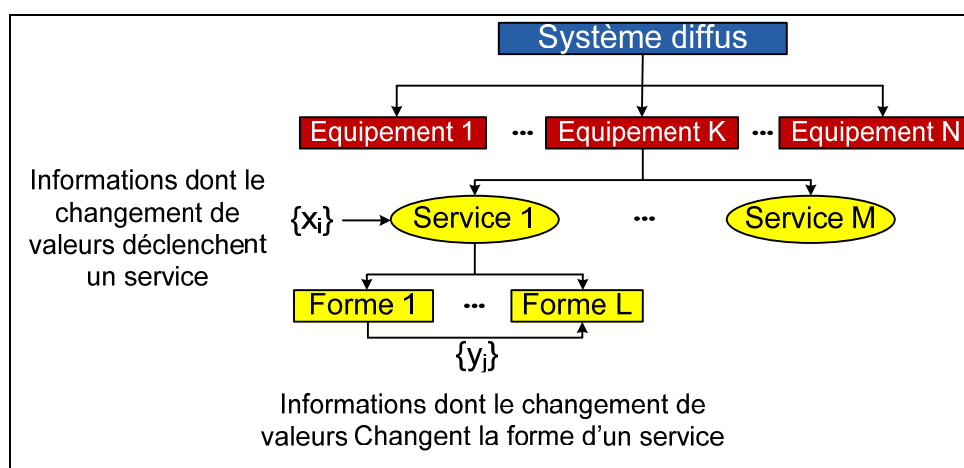 Système diffus
Equipement 1 ... Equipement K ... Equipement N
Informations dont le
changement de
valeurs déclenchent
un service
{xᵢ} Service 1 ... Service M
Forme 1 ... Forme L
{yⱼ}
Informations dont le changement de
valeurs Changent la forme d'un service